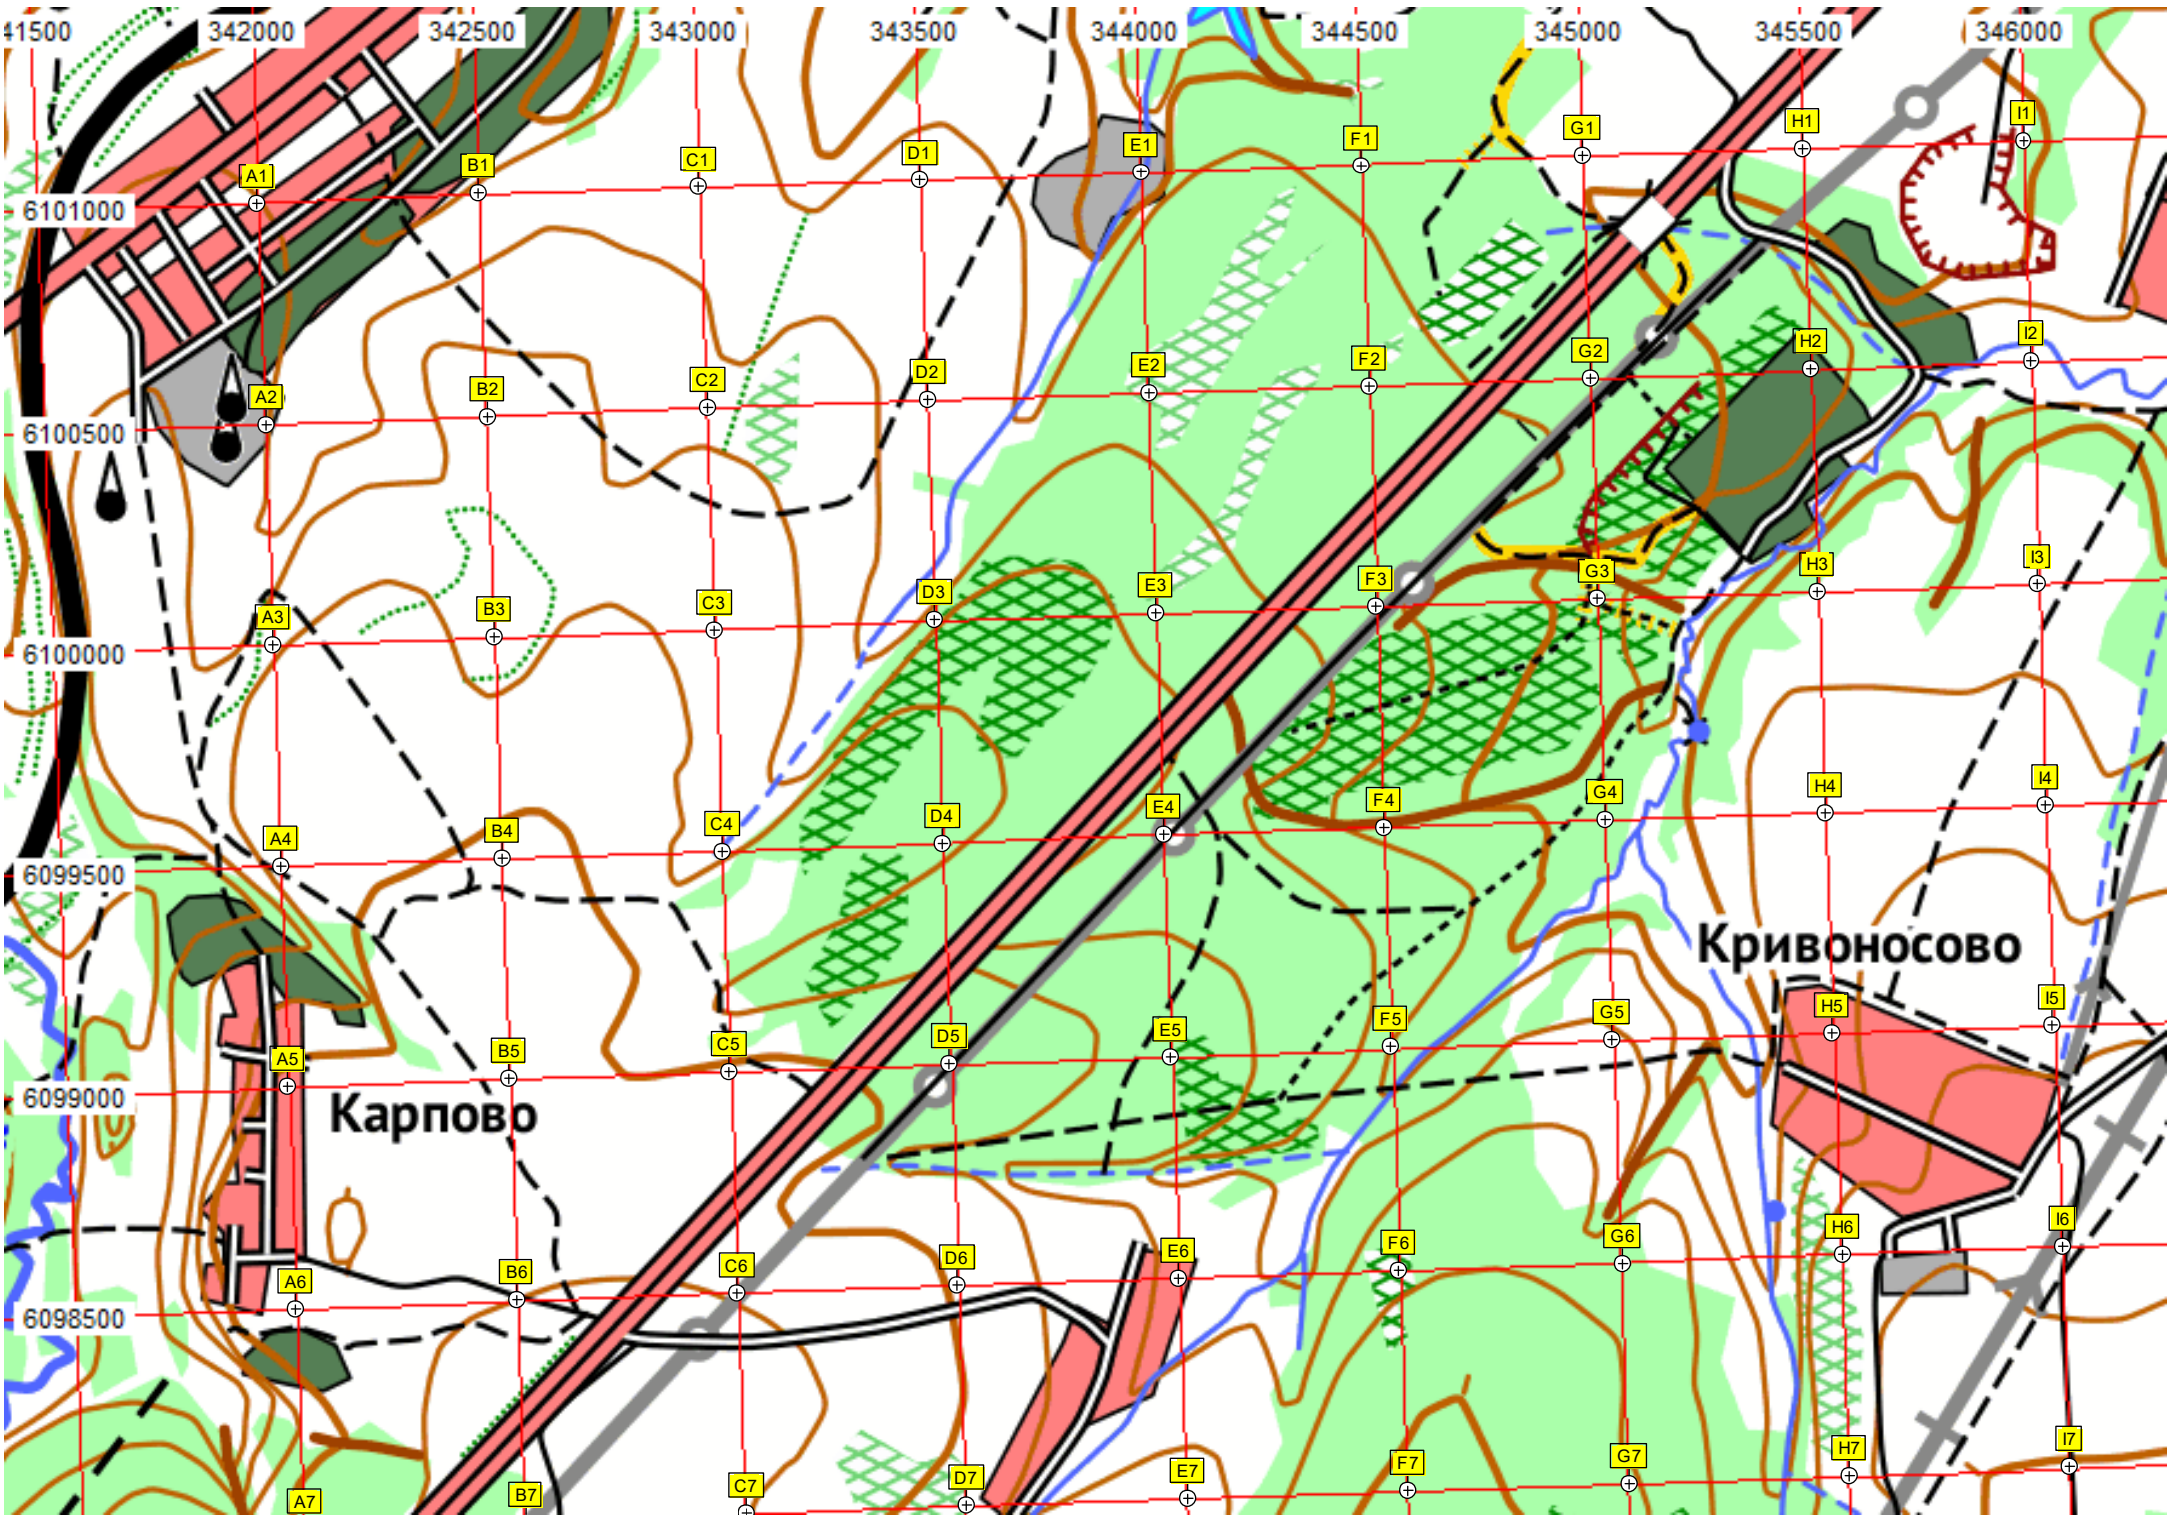 41500 342000 342500 343000 343500 344000 344500 345000 345500 346000
A1 B1 C1 D1 E1 F1 G1 H1 I1
6101000
A2 B2 C2 D2 E2 F2 G2 H2 I2
6100500
A3 B3 C3 D3 E3 F3 G3 H3 I3
6100000
A4 B4 C4 D4 E4 F4 G4 H4 I4
6099500
Кривоносово
A5 B5 C5 D5 E5 F5 G5 H5 I5
6099000
Карпово
A6 B6 C6 D6 E6 F6 G6 H6 I6
6098500
A7 B7 C7 D7 E7 F7 G7 H7 I7